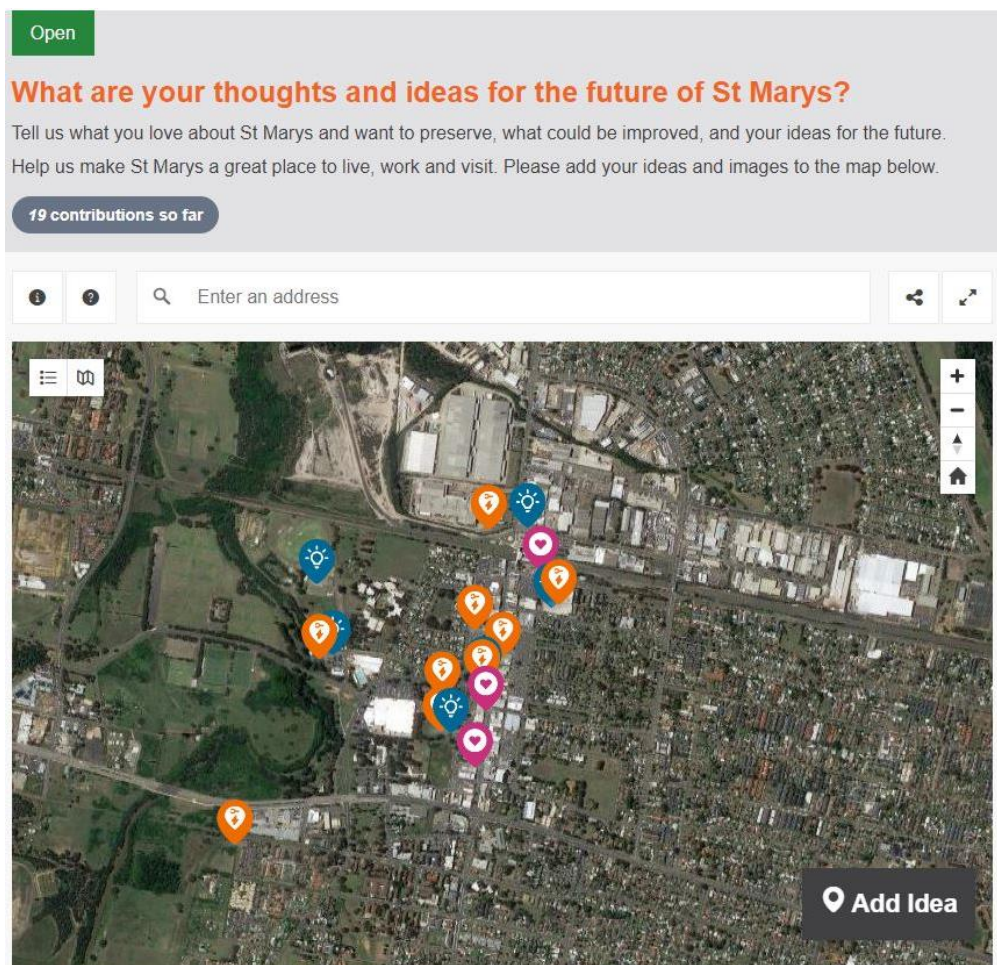 Open
What are your thoughts and ideas for the future of St Marys?
Tell us what you love about St Marys and want to preserve, what could be improved, and your ideas for the future.
Help us make St Marys a great place to live, work and visit. Please add your ideas and images to the map below.
19 contributions so far
Enter an address
Add Idea